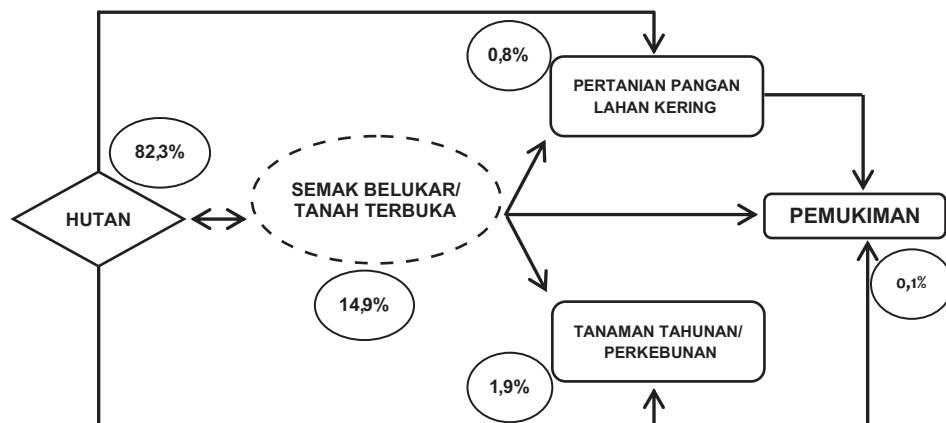 0,8%
PERTANIAN PANGAN
LAHAN KERING
82,3%
SEMAK BELUKAR/
TANAH TERBUKA
HUTAN
PEMUKIMAN
14,9%
0,1%
TANAMAN TAHUNAN/
PERKEBUNAN
1,9%